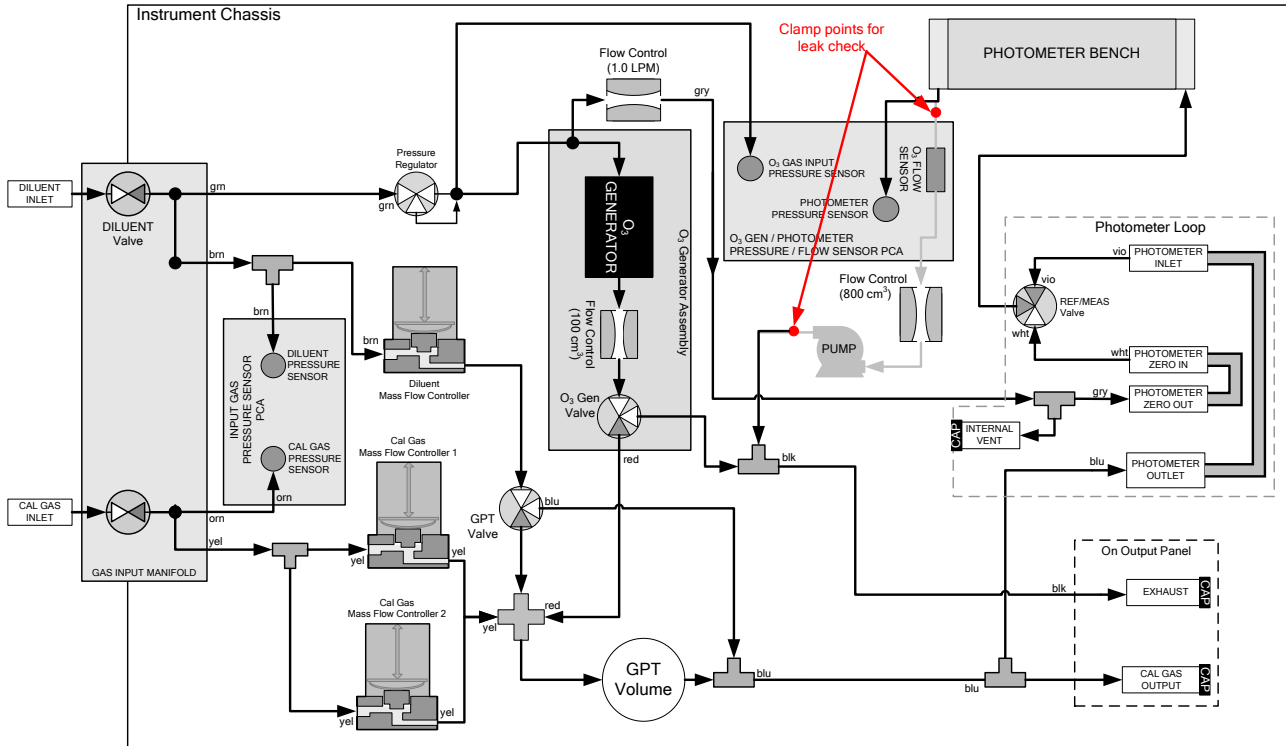 Instrument Chassis
Clamp points for
leak check
PHOTOMETER BENCH
Flow Control
(1.0 LPM)
gry
O₃ FLOW
SENSOR
O₃ GAS INPUT
PRESSURE SENSOR
PHOTOMETER
PRESSURE SENSOR
O₃ GEN / PHOTOMETER
PRESSURE / FLOW SENSOR PCA
Pressure
Regulator
grn
grn
DILUENT
INLET
DILUENT
Valve
O₃
GENERATOR
O₃ Generator Assembly
Flow Control
(100 cm³)
O₃ Gen
Valve
red
Flow Control
(800 cm³)
PUMP
Photometer Loop
vio
PHOTOMETER
INLET
vio
REF/MEAS
Valve
wht
wht
PHOTOMETER
ZERO IN
gry
PHOTOMETER
ZERO OUT
CAP
INTERNAL
VENT
blu
PHOTOMETER
OUTLET
brn
brn
brn
DILUENT
PRESSURE
SENSOR
INPUT GAS
PRESSURE SENSOR
PCA
CAL GAS
PRESSURE
SENSOR
Diluent
Mass Flow Controller
blk
CAL GAS
INLET
orn
yel
GAS INPUT MANIFOLD
Cal Gas
Mass Flow Controller 1
yel
yel
GPT
Valve
blu
Cal Gas
Mass Flow Controller 2
yel
yel
yel
red
GPT
Volume
blu
blu
On Output Panel
blk
EXHAUST
CAP
CAL GAS
OUTPUT
CAP